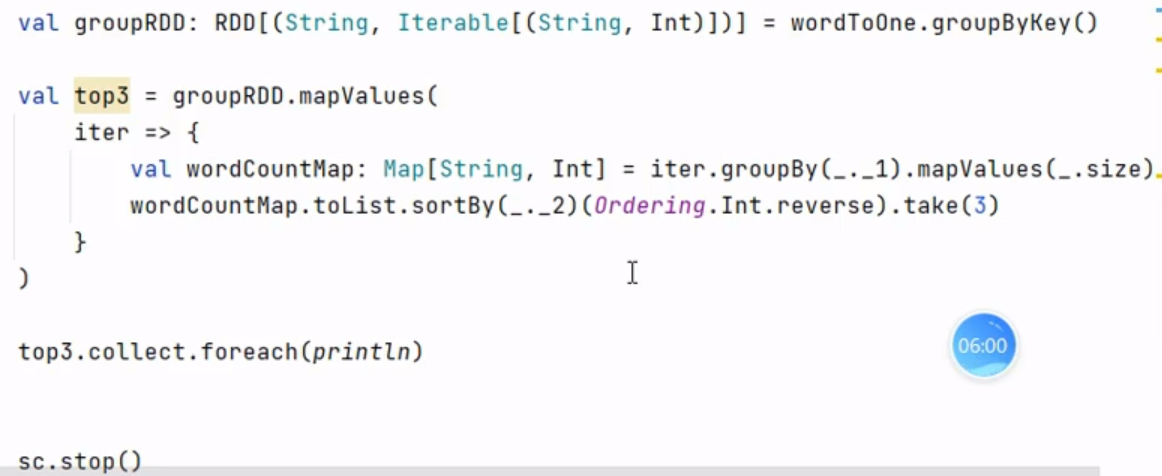 val groupRDD: RDD[(String, Iterable[(String, Int)])] = wordToOne.groupByKey()
val top3 = groupRDD.mapValues(
iter => {
val wordCountMap: Map[String, Int] = iter.groupBy(_._1).mapValues(_.size)
wordCountMap.toList.sortBy(_._2)(Ordering.Int.reverse).take(3)
}
)
06:00
top3.collect.foreach(println)
sc.stop()